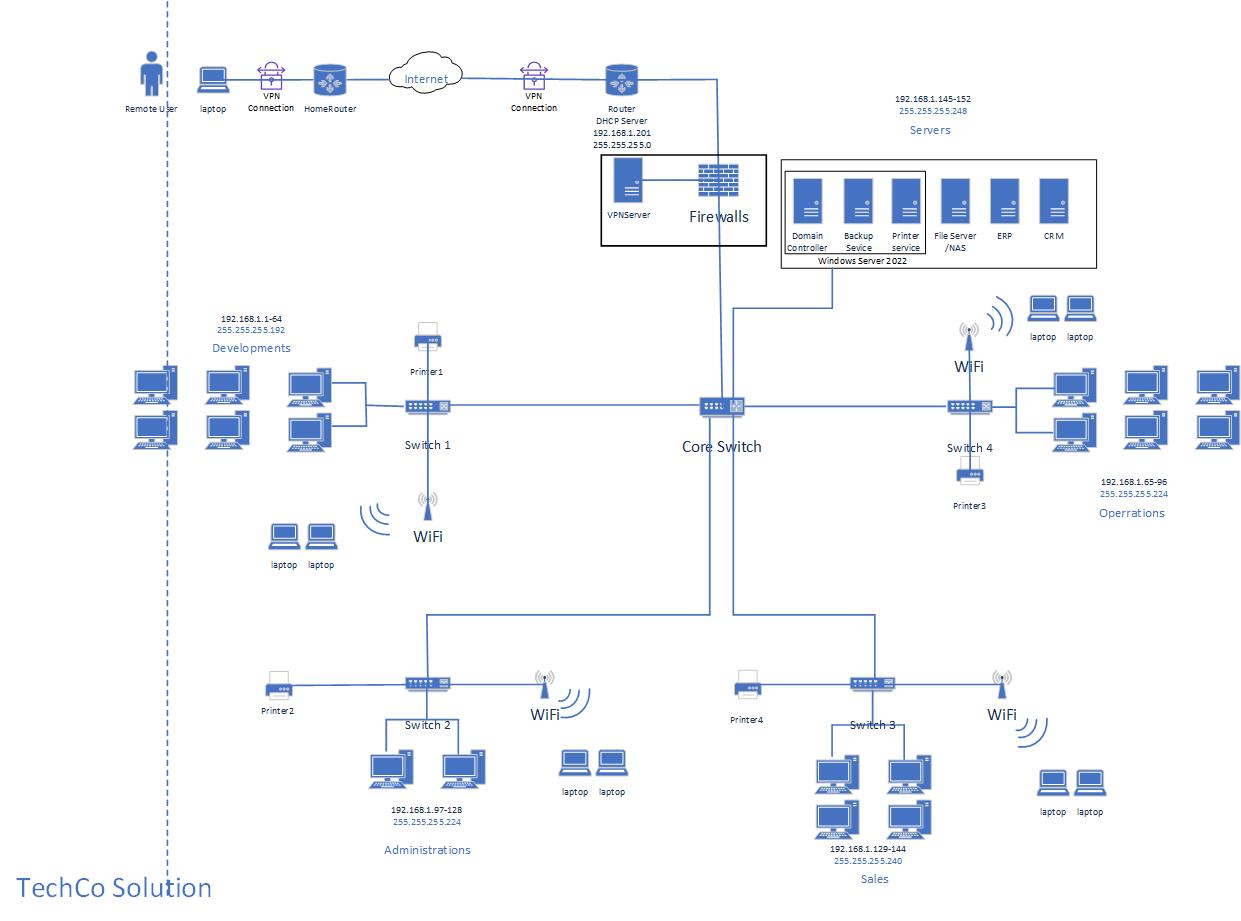 Remote User
laptop
VPN
Connection
HomeRouter
Internet
VPN
Connection
Router
DHCP Server
192.168.1.201
255.255.255.0
VPNServer
Firewalls
192.168.1.145-152
255.255.255.248
Servers
Domain
Controller
Backup
Sevice
Printer
service
File Server
/NAS
ERP
CRM
Windows Server 2022
192.168.1.1-64
255.255.255.192
Developments
Printer1
Switch 1
WiFi
laptop
laptop
Core Switch
laptop
laptop
WiFi
Switch 4
Printer3
192.168.1.65-96
255.255.255.224
Operrations
Printer2
Switch 2
WiFi
laptop
laptop
192.168.1.97-128
255.255.255.224
Administrations
Printer4
Switch 3
WiFi
laptop
laptop
192.168.1.129-144
255.255.255.240
Sales
TechCo Solution